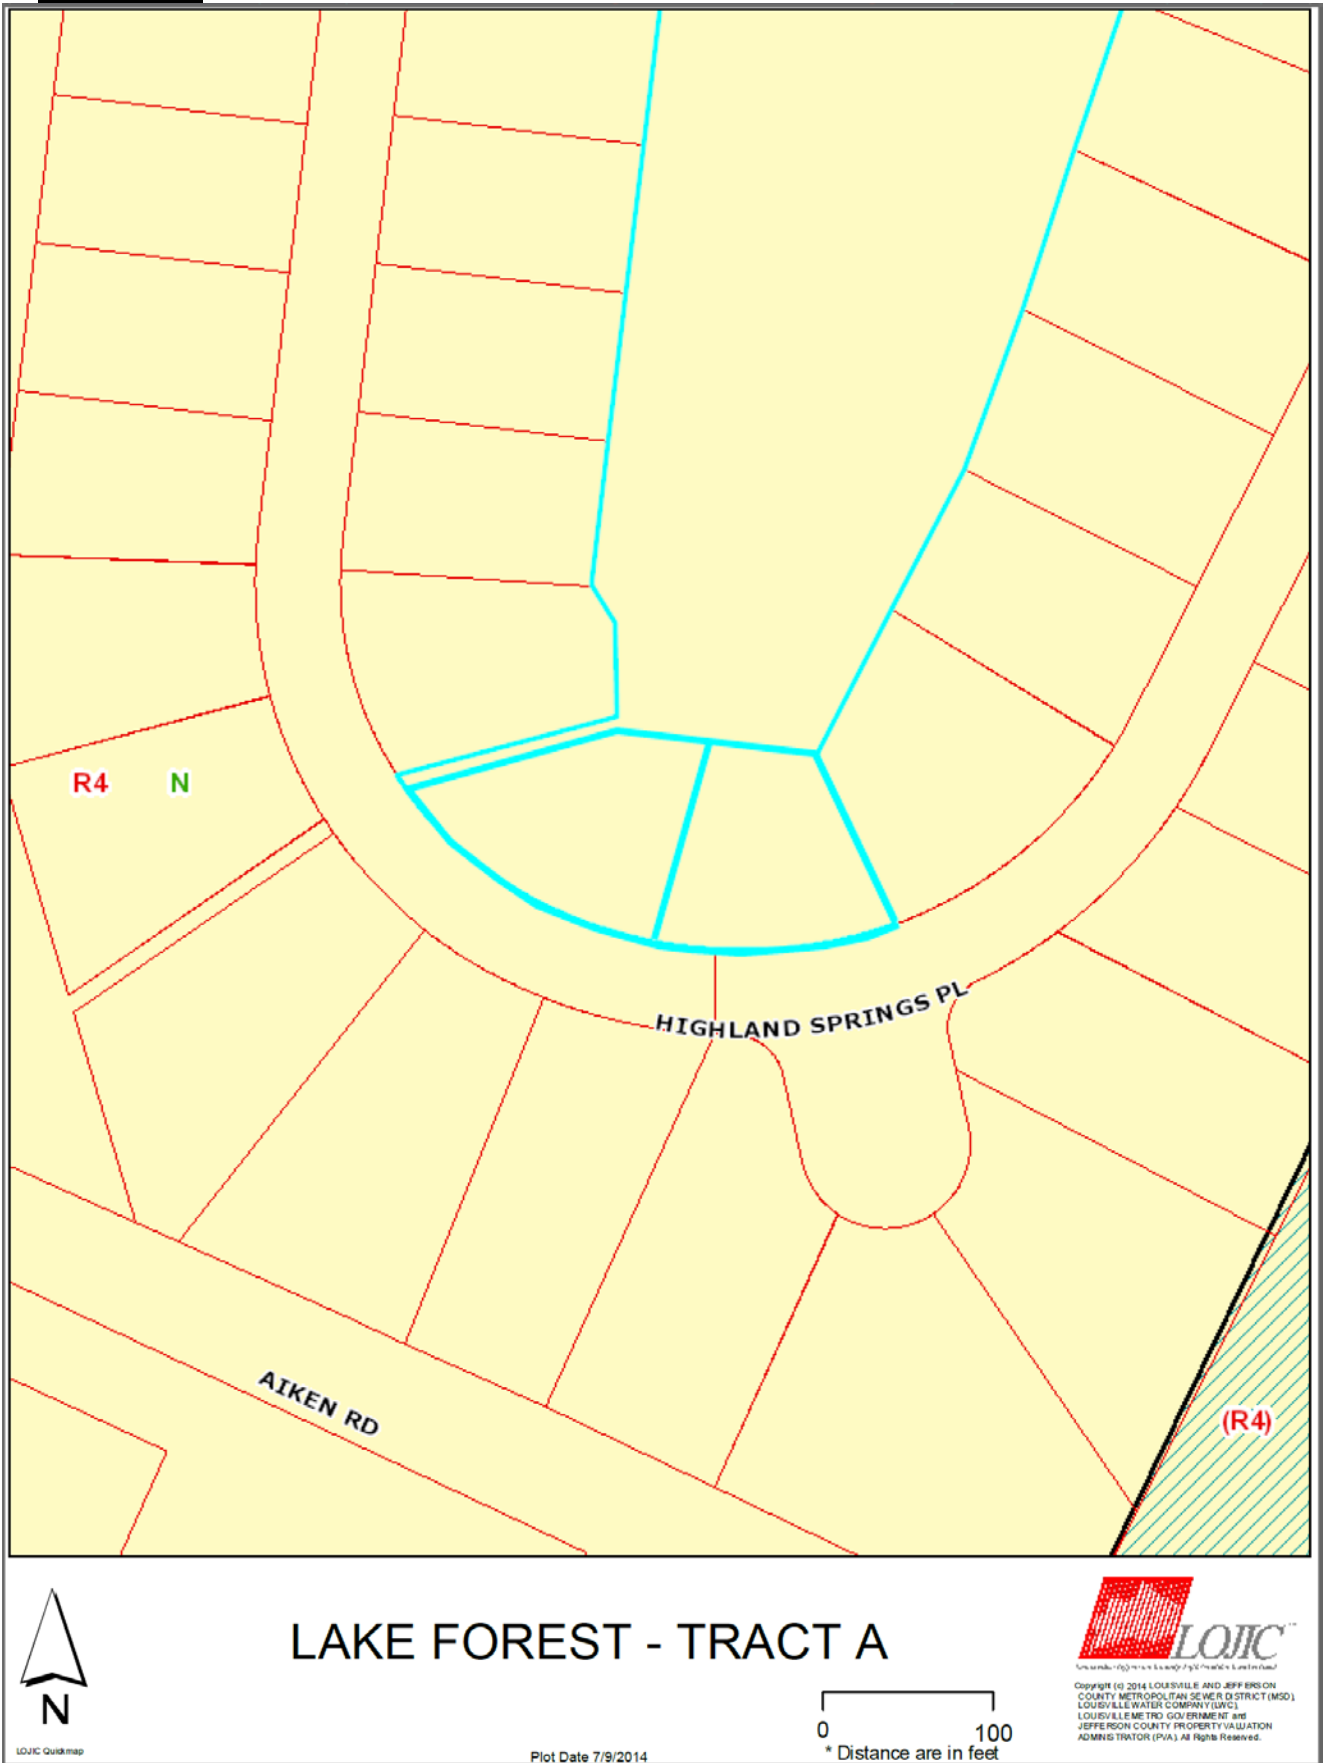 R4 N
HIGHLAND SPRINGS PL
AIKEN RD
(R4)
LAKE FOREST - TRACT A
N
LOJIC Quickmap
Plot Date 7/9/2014
0 100
* Distance are in feet
LOJIC
Copyright (c) 2014 LOUISVILLE AND JEFFERSON
COUNTY METROPOLITAN SEWER DISTRICT (MSD),
LOUISVILLE WATER COMPANY (LWC),
LOUISVILLE METRO GOVERNMENT and
JEFFERSON COUNTY PROPERTY VALUATION
ADMINISTRATOR (PVA). All Rights Reserved.